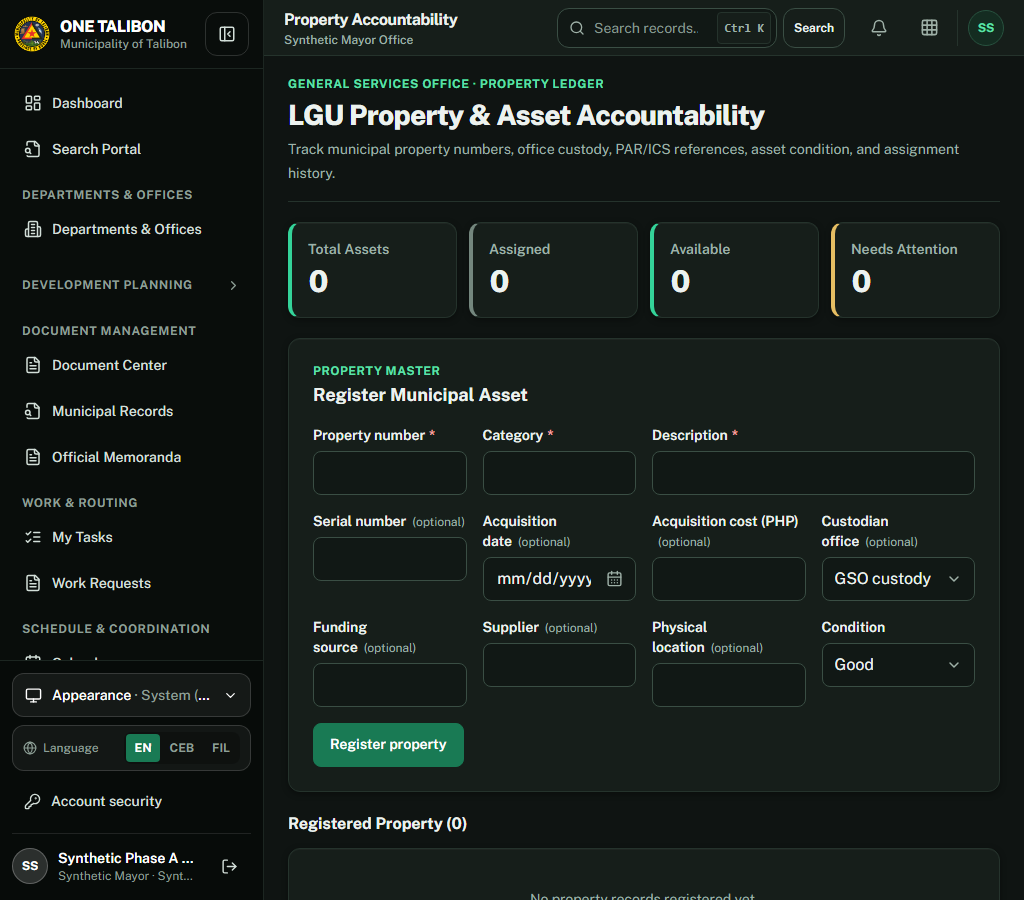 ONE TALIBON
Municipality of Talibon
Dashboard
Search Portal
DEPARTMENTS & OFFICES
Departments & Offices
DEVELOPMENT PLANNING
DOCUMENT MANAGEMENT
Document Center
Municipal Records
Official Memoranda
WORK & ROUTING
My Tasks
Work Requests
SCHEDULE & COORDINATION
Appearance · System (...
Language EN CEB FIL
Account security
SS Synthetic Phase A ...
Synthetic Mayor · Synt...
Property Accountability
Synthetic Mayor Office
Search records.. Ctrl K Search SS
GENERAL SERVICES OFFICE · PROPERTY LEDGER
LGU Property & Asset Accountability
Track municipal property numbers, office custody, PAR/ICS references, asset condition, and assignment
history.
Total Assets Assigned Available Needs Attention
0 0 0 0
PROPERTY MASTER
Register Municipal Asset
Property number * Category * Description *
Serial number (optional) Acquisition date (optional) Acquisition cost (PHP) (optional) Custodian office (optional)
mm/dd/yyyy GSO custody
Funding source (optional) Supplier (optional) Physical location (optional) Condition
Good
Register property
Registered Property (0)
No property records registered yet